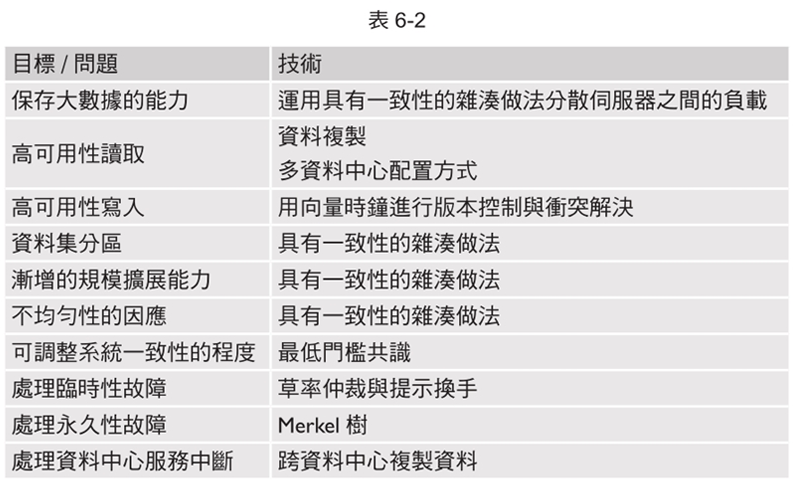 表 6-2
目標 / 問題 技術
保存大數據的能力 運用具有一致性的雜湊做法分散伺服器之間的負載
高可用性讀取 資料複製
多資料中心配置方式
高可用性寫入 用向量時鐘進行版本控制與衝突解決
資料集分區 具有一致性的雜湊做法
漸增的規模擴展能力 具有一致性的雜湊做法
不均勻性的因應 具有一致性的雜湊做法
可調整系統一致性的程度 最低門檻共識
處理臨時性故障 草率仲裁與提示換手
處理永久性故障 Merkel 樹
處理資料中心服務中斷 跨資料中心複製資料